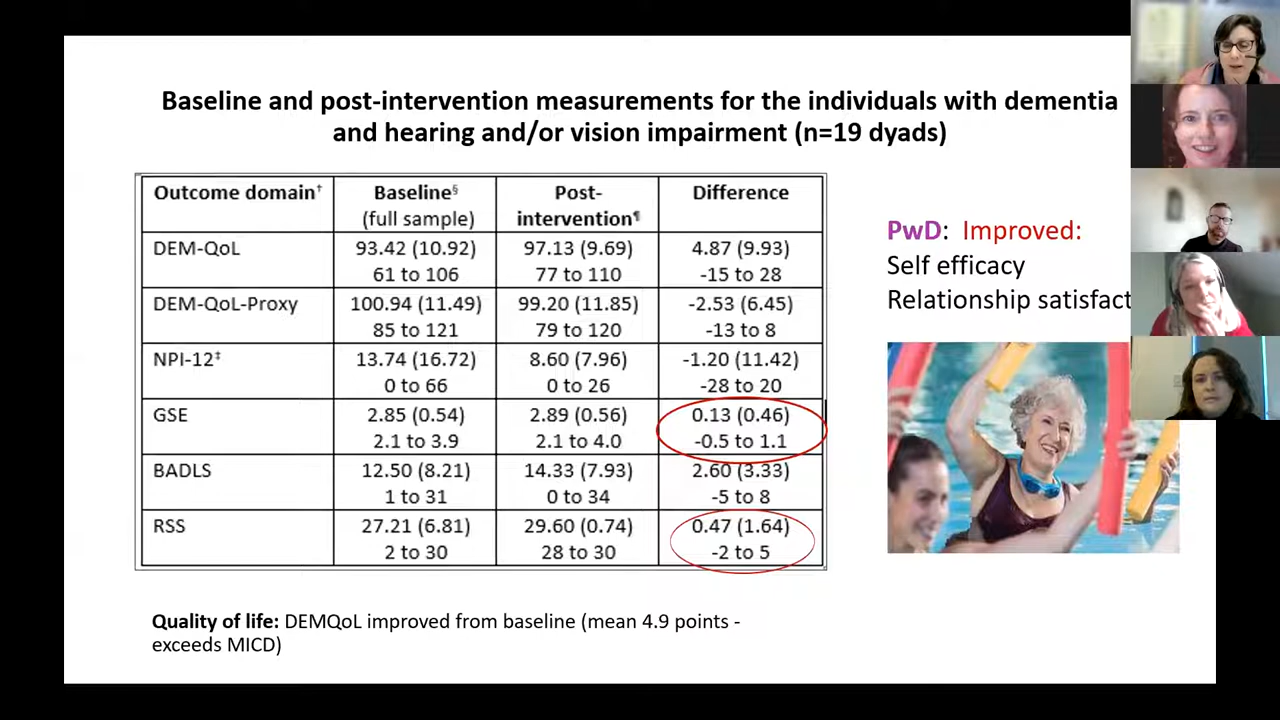 Baseline and post-intervention measurements for the individuals with dementia
and hearing and/or vision impairment (n=19 dyads)
Outcome domain† Baseline§ Post- Difference
(full sample) intervention¶
DEM-QoL 93.42 (10.92) 97.13 (9.69) 4.87 (9.93)
61 to 106 77 to 110 -15 to 28
DEM-QoL-Proxy 100.94 (11.49) 99.20 (11.85) -2.53 (6.45)
85 to 121 79 to 120 -13 to 8
NPI-12‡ 13.74 (16.72) 8.60 (7.96) -1.20 (11.42)
0 to 66 0 to 26 -28 to 20
GSE 2.85 (0.54) 2.89 (0.56) 0.13 (0.46)
2.1 to 3.9 2.1 to 4.0 -0.5 to 1.1
BADLS 12.50 (8.21) 14.33 (7.93) 2.60 (3.33)
1 to 31 0 to 34 -5 to 8
RSS 27.21 (6.81) 29.60 (0.74) 0.47 (1.64)
2 to 30 28 to 30 -2 to 5
PwD: Improved:
Self efficacy
Relationship satisfact
Quality of life: DEMQoL improved from baseline (mean 4.9 points -
exceeds MICD)